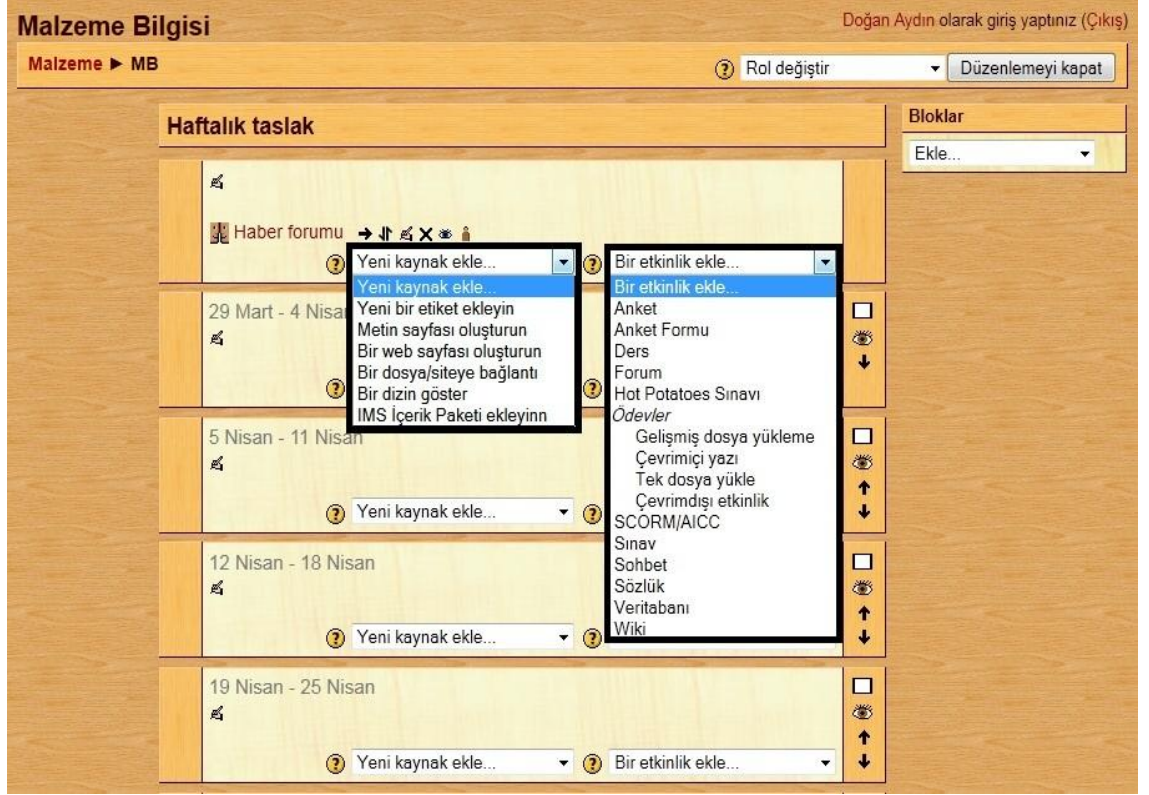 Malzeme Bilgisi
Doğan Aydın olarak giriş yaptınız (Çıkış)
Malzeme ► MB
Rol değiştir
Düzenlemeyi kapat
Haftalık taslak
Bloklar
Ekle...
Haber forumu
Yeni kaynak ekle...
Yeni kaynak ekle...
Yeni bir etiket ekleyin
Metin sayfası oluşturun
Bir web sayfası oluşturun
Bir dosya/siteye bağlantı
Bir dizin göster
IMS İçerik Paketi ekleyinn
Bir etkinlik ekle...
Bir etkinlik ekle...
Anket
Anket Formu
Ders
Forum
Hot Potatoes Sınavı
Ödevler
Gelişmiş dosya yükleme
Çevrimiçi yazı
Tek dosya yükle
Çevrimdışı etkinlik
SCORM/AICC
Sınav
Sohbet
Sözlük
Veritabanı
Wiki
29 Mart - 4 Nisa
5 Nisan - 11 Nisan
Yeni kaynak ekle...
12 Nisan - 18 Nisan
Yeni kaynak ekle...
19 Nisan - 25 Nisan
Yeni kaynak ekle...
Bir etkinlik ekle...